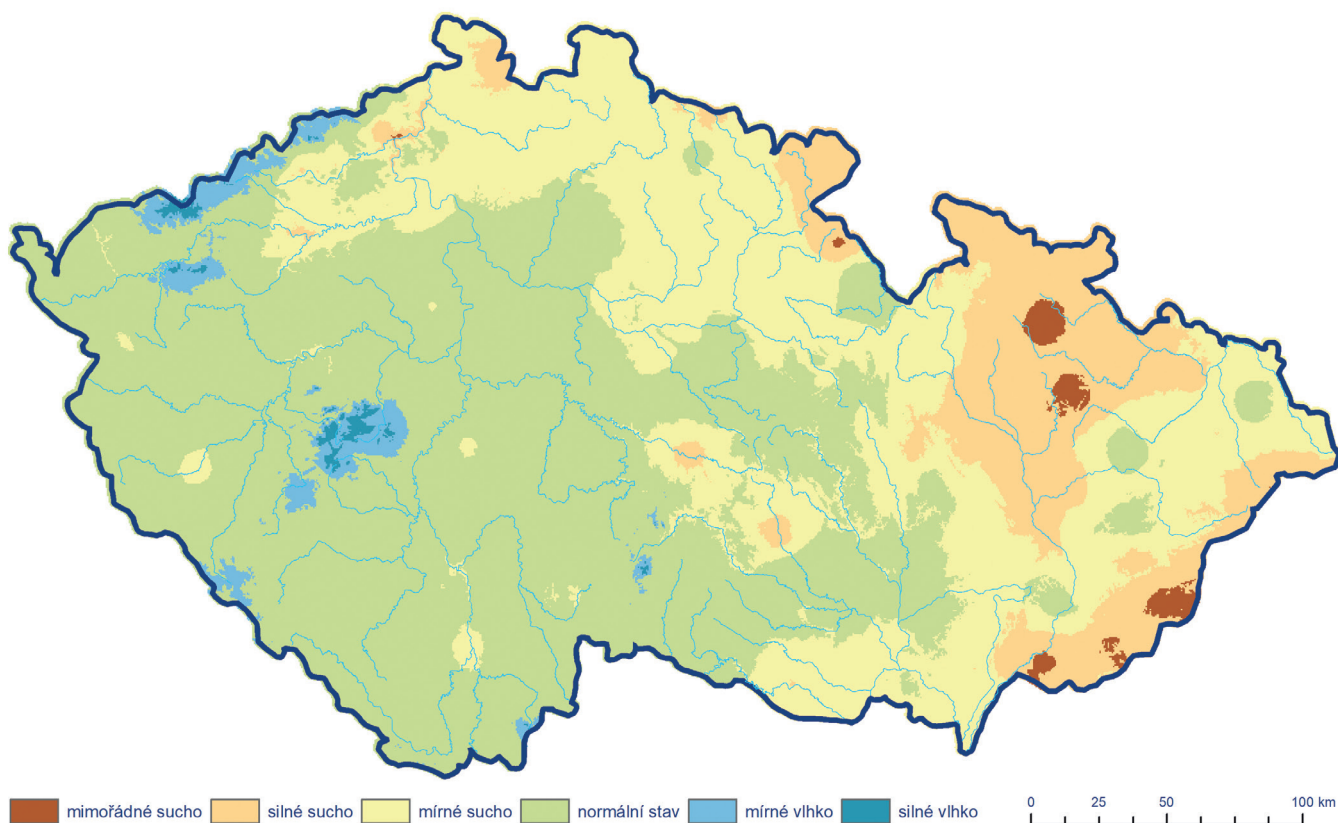 mimořádné sucho silné sucho mírné sucho normální stav mírné vlhko silné vlhko
0 25 50 100 km